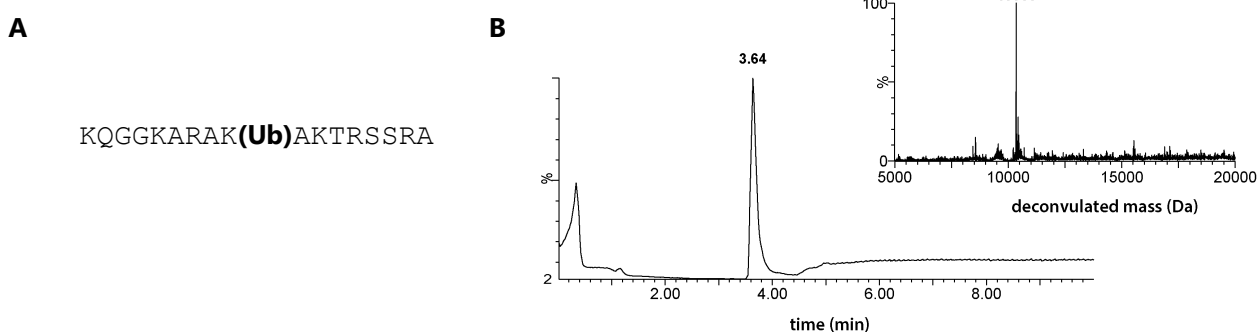 A
B
KQGGKARAK(Ub)AKTRSSRA
3.64
%
2
2.00
4.00
6.00
8.00
time (min)
100
%
0
5000
10000
15000
20000
deconvulated mass (Da)